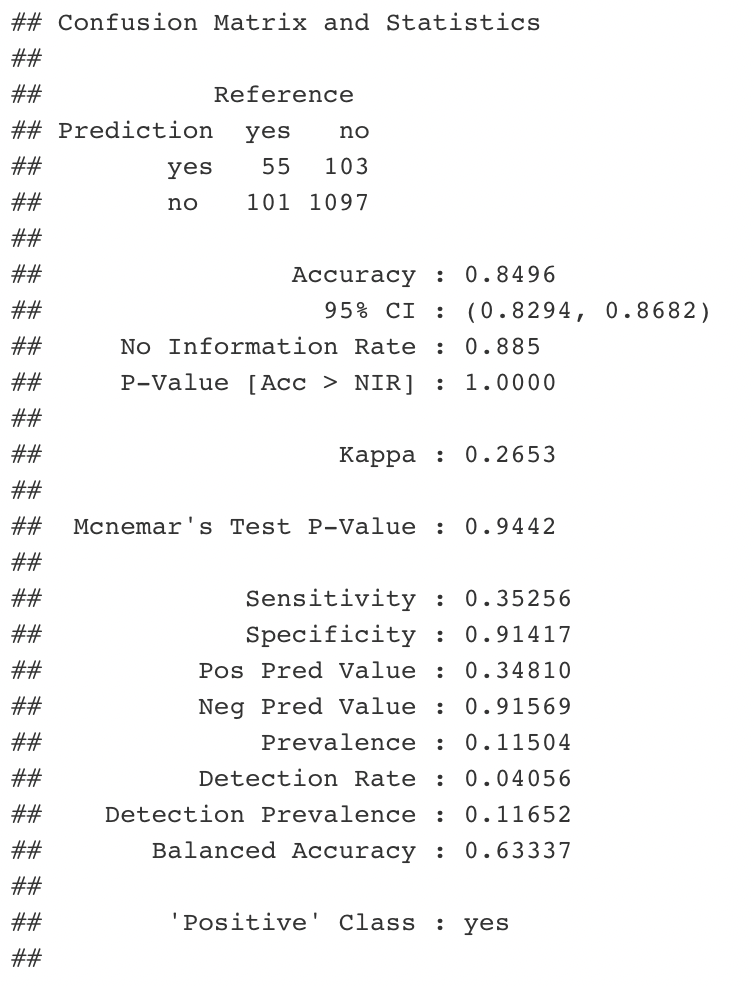 ## Confusion Matrix and Statistics
##
##           Reference
## Prediction  yes   no
##        yes   55  103
##        no   101 1097
##
##                Accuracy : 0.8496
##                  95% CI : (0.8294, 0.8682)
##     No Information Rate : 0.885
##     P-Value [Acc > NIR] : 1.0000
##
##                   Kappa : 0.2653
##
##  Mcnemar's Test P-Value : 0.9442
##
##             Sensitivity : 0.35256
##             Specificity : 0.91417
##          Pos Pred Value : 0.34810
##          Neg Pred Value : 0.91569
##              Prevalence : 0.11504
##          Detection Rate : 0.04056
##    Detection Prevalence : 0.11652
##       Balanced Accuracy : 0.63337
##
##        'Positive' Class : yes
##